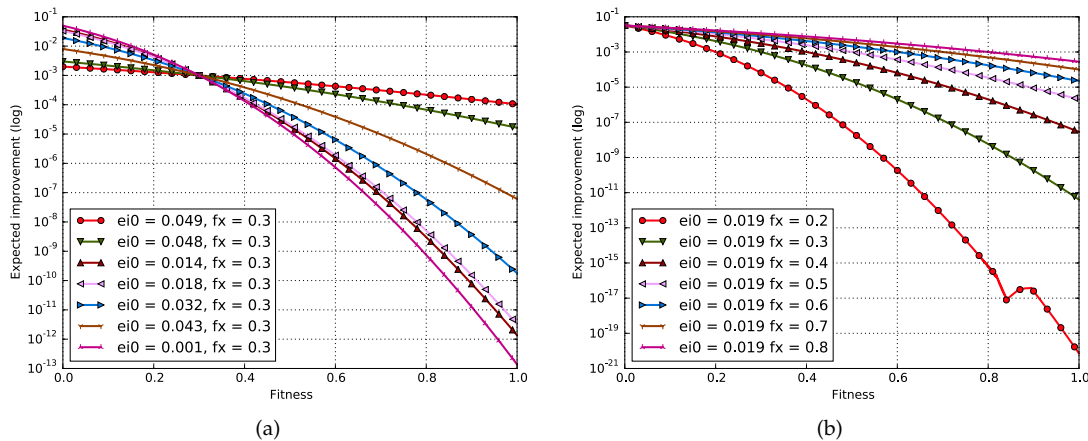 Expected improvement (log)
10^-1
10^-2
10^-3
10^-4
10^-5
10^-6
10^-7
10^-8
10^-9
10^-10
10^-11
10^-12
10^-13
ei0 = 0.049, fx = 0.3
ei0 = 0.048, fx = 0.3
ei0 = 0.014, fx = 0.3
ei0 = 0.018, fx = 0.3
ei0 = 0.032, fx = 0.3
ei0 = 0.043, fx = 0.3
ei0 = 0.001, fx = 0.3
0.0 0.2 0.4 0.6 0.8 1.0
Fitness
(a)
Expected improvement (log)
10^-1
10^-3
10^-5
10^-7
10^-9
10^-11
10^-13
10^-15
10^-17
10^-19
10^-21
ei0 = 0.019 fx = 0.2
ei0 = 0.019 fx = 0.3
ei0 = 0.019 fx = 0.4
ei0 = 0.019 fx = 0.5
ei0 = 0.019 fx = 0.6
ei0 = 0.019 fx = 0.7
ei0 = 0.019 fx = 0.8
0.0 0.2 0.4 0.6 0.8 1.0
Fitness
(b)